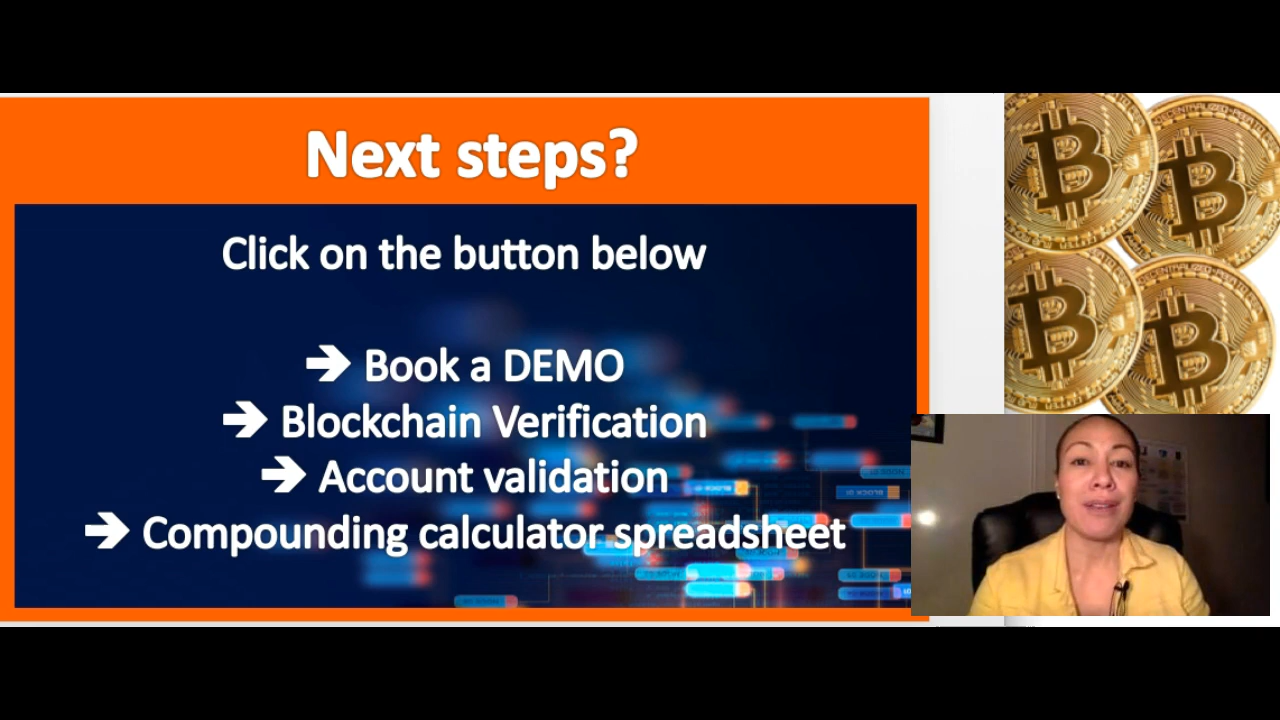 Next steps?
Click on the button below
➔ Book a DEMO
➔ Blockchain Verification
➔ Account validation
➔ Compounding calculator spreadsheet